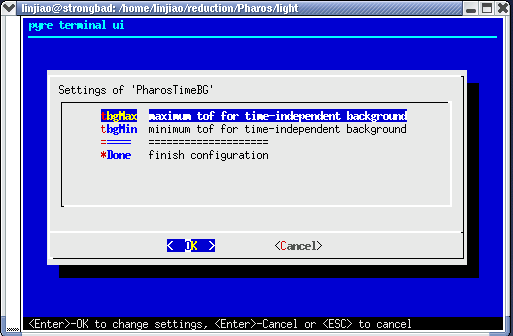 linjiao@strongbad: /home/linjiao/reduction/Pharos/light
pyre terminal ui
Settings of 'PharosTimeBG'
tbgMax maximum tof for time-independent background
tbgMin minimum tof for time-independent background
===== ====================
*Done finish configuration
< OK > <Cancel>
<Enter>-OK to change settings, <Enter>-Cancel or <ESC> to cancel